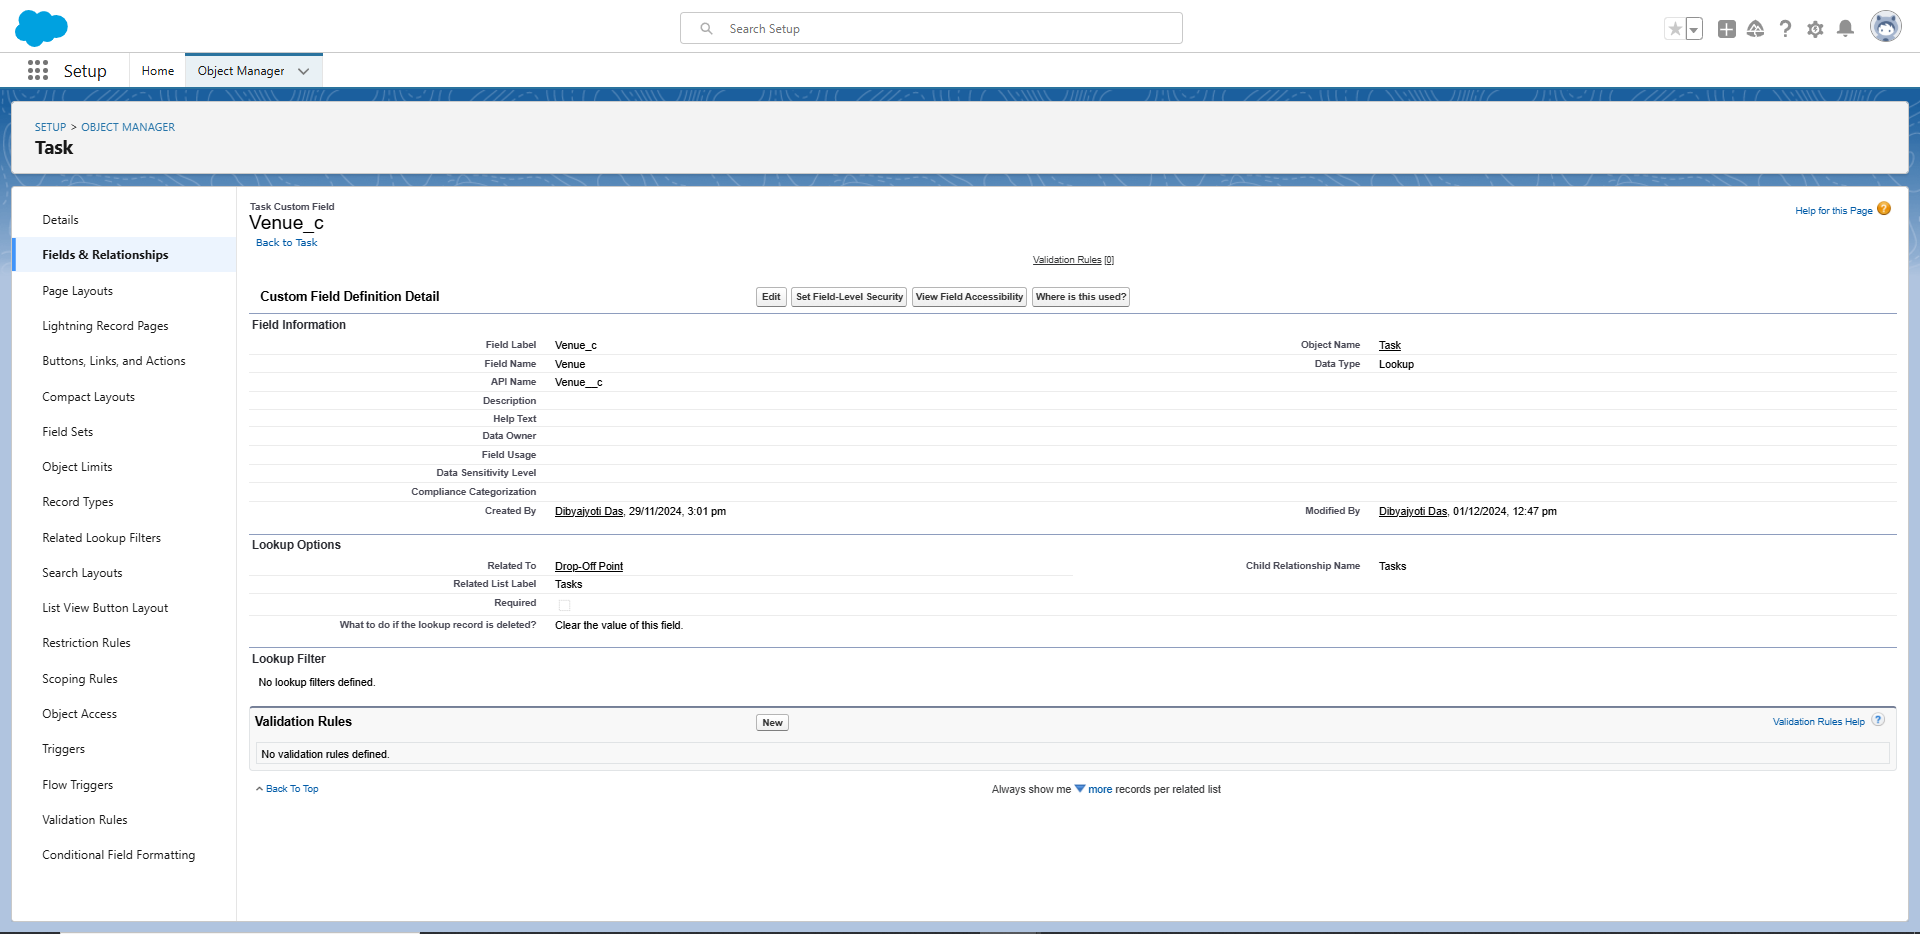 Search Setup
Setup
Home
Object Manager
SETUP > OBJECT MANAGER
Task
Details
Fields & Relationships
Page Layouts
Lightning Record Pages
Buttons, Links, and Actions
Compact Layouts
Field Sets
Object Limits
Record Types
Related Lookup Filters
Search Layouts
List View Button Layout
Restriction Rules
Scoping Rules
Object Access
Triggers
Flow Triggers
Validation Rules
Conditional Field Formatting
Task Custom Field
Venue_c
Back to Task
Help for this Page ?
Validation Rules [0]
Custom Field Definition Detail
Edit Set Field-Level Security View Field Accessibility Where is this used?
Field Information
Field Label Venue_c Object Name Task
Field Name Venue Data Type Lookup
API Name Venue__c
Description
Help Text
Data Owner
Field Usage
Data Sensitivity Level
Compliance Categorization
Created By Dibyajyoti Das, 29/11/2024, 3:01 pm Modified By Dibyajyoti Das, 01/12/2024, 12:47 pm
Lookup Options
Related To Drop-Off Point Child Relationship Name Tasks
Related List Label Tasks
Required
What to do if the lookup record is deleted? Clear the value of this field.
Lookup Filter
No lookup filters defined.
Validation Rules New Validation Rules Help ?
No validation rules defined.
Back To Top Always show me more records per related list